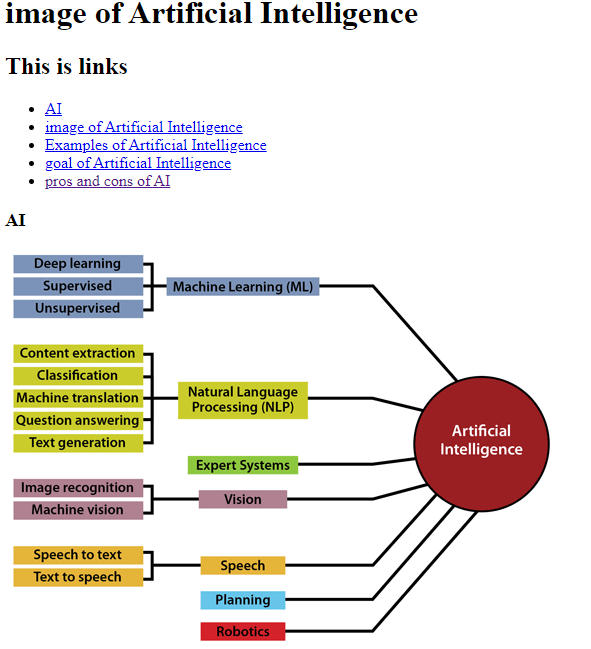 image of Artificial Intelligence
This is links
AI
image of Artificial Intelligence
Examples of Artificial Intelligence
goal of Artificial Intelligence
pros and cons of AI
AI
Deep learning
Supervised
Unsupervised
Machine Learning (ML)
Content extraction
Classification
Machine translation
Question answering
Text generation
Natural Language
Processing (NLP)
Expert Systems
Image recognition
Machine vision
Vision
Speech to text
Text to speech
Speech
Planning
Robotics
Artificial
Intelligence